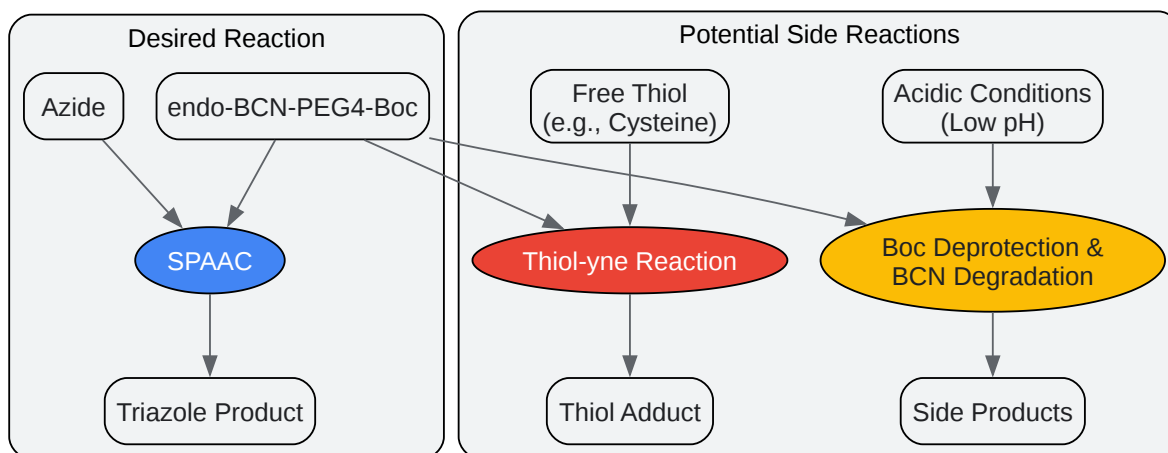 Desired Reaction
Azide
endo-BCN-PEG4-Boc
SPAAC
Triazole Product
Potential Side Reactions
Free Thiol
(e.g., Cysteine)
Acidic Conditions
(Low pH)
Thiol-yne Reaction
Boc Deprotection &
BCN Degradation
Thiol Adduct
Side Products